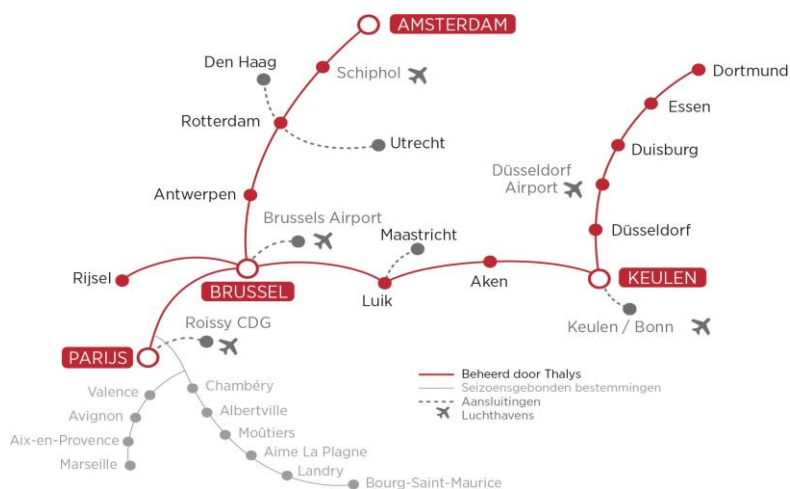 AMSTERDAM
Den Haag
Schiphol
Dortmund
Essen
Rotterdam
Utrecht
Duisburg
Düsseldorf
Airport
Antwerpen
Brussels Airport
Maastricht
Düsseldorf
Rijsel
BRUSSEL
Luik
Aken
KEULEN
Roissy CDG
Keulen / Bonn
PARIJS
Beheerd door Thalys
Seizoensgebonden bestemmingen
Aansluitingen
Luchthavens
Valence
Chambéry
Avignon
Albertville
Aix-en-Provence
Moûtiers
Marseille
Aime La Plagne
Landry
Bourg-Saint-Maurice